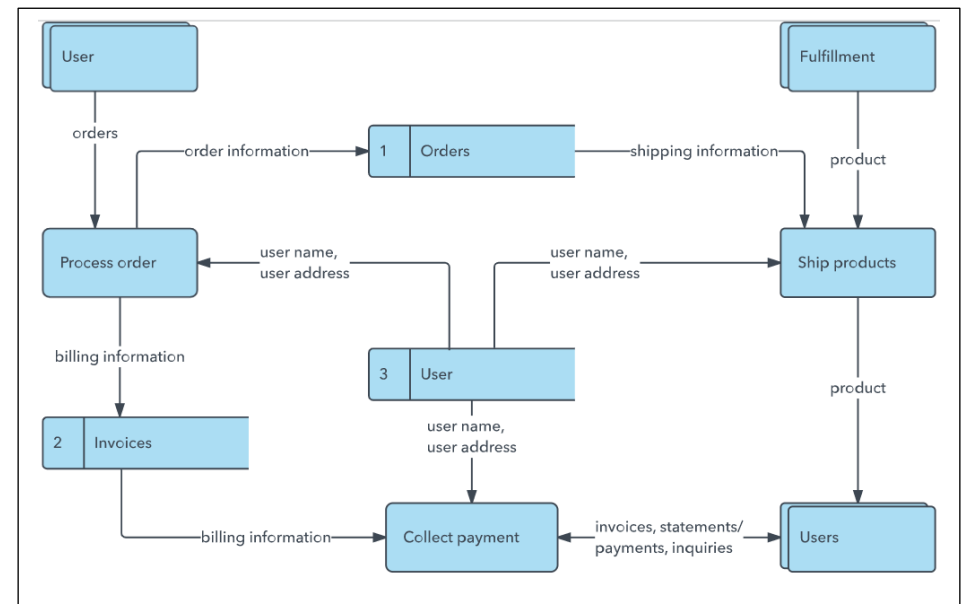 User
Fulfillment
orders
order information
1 Orders
shipping information
product
Process order
user name,
user address
user name,
user address
Ship products
billing information
3 User
product
2 Invoices
user name,
user address
billing information
Collect payment
invoices, statements/
payments, inquiries
Users